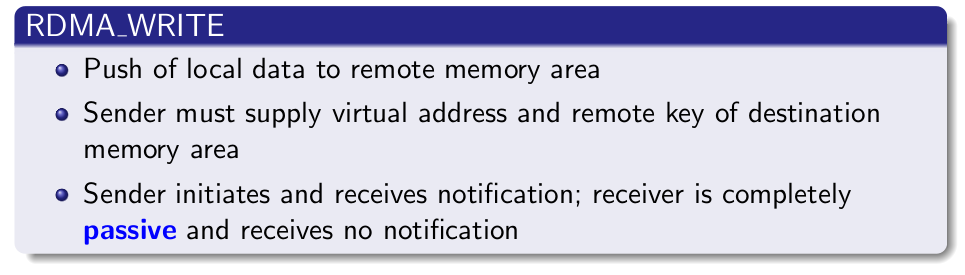 RDMA_WRITE
Push of local data to remote memory area
Sender must supply virtual address and remote key of destination
memory area
Sender initiates and receives notification; receiver is completely
passive and receives no notification